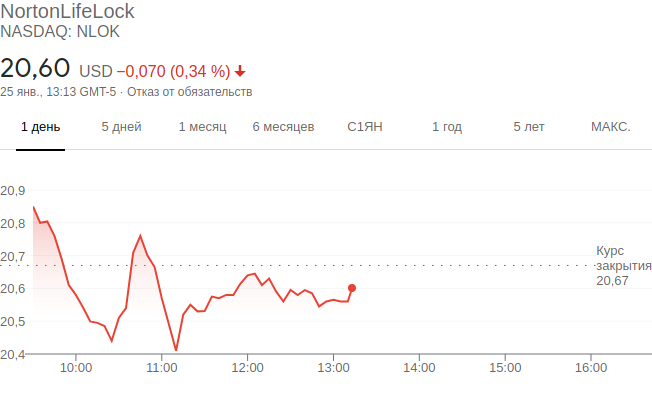 NortonLifeLock
NASDAQ: NLOK
20,60 USD −0,070 (0,34 %)
25 янв., 13:13 GMT-5 · Отказ от обязательств
1 день 5 дней 1 месяц 6 месяцев С1ЯН 1 год 5 лет МАКС.
20,9
20,8
20,7
20,6
20,5
20,4
Курс
закрытия
20,67
10:00 11:00 12:00 13:00 14:00 15:00 16:00